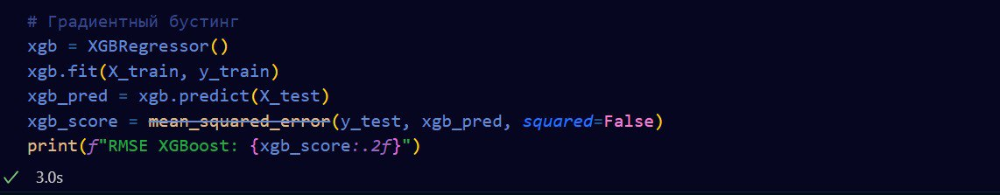 # Градиентный бустинг
xgb = XGBRegressor()
xgb.fit(X_train, y_train)
xgb_pred = xgb.predict(X_test)
xgb_score = mean_squared_error(y_test, xgb_pred, squared=False)
print(f"RMSE XGBoost: {xgb_score:.2f}")
3.0s